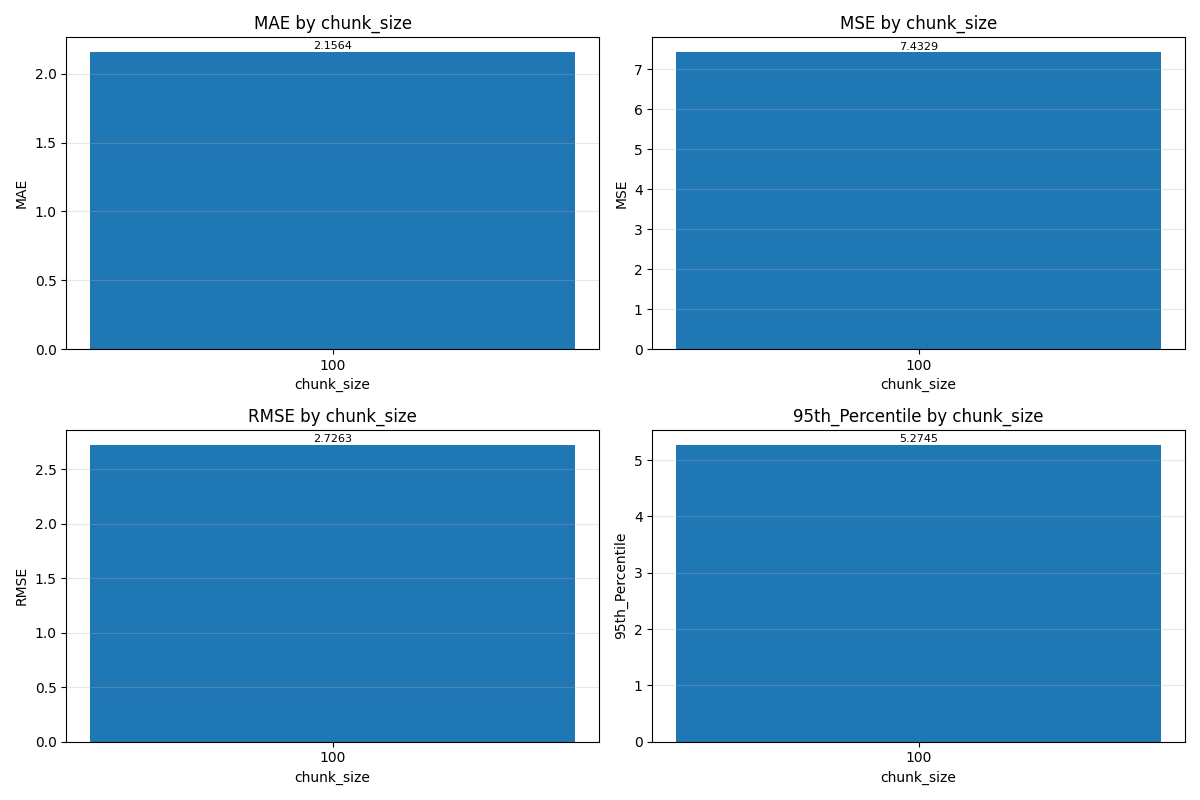 MAE by chunk_size
2.1564
2.0
1.5
1.0
0.5
0.0
MAE
100
chunk_size
MSE by chunk_size
7.4329
7
6
5
4
3
2
1
0
MSE
100
chunk_size
RMSE by chunk_size
2.7263
2.5
2.0
1.5
1.0
0.5
0.0
RMSE
100
chunk_size
95th_Percentile by chunk_size
5.2745
5
4
3
2
1
0
95th_Percentile
100
chunk_size